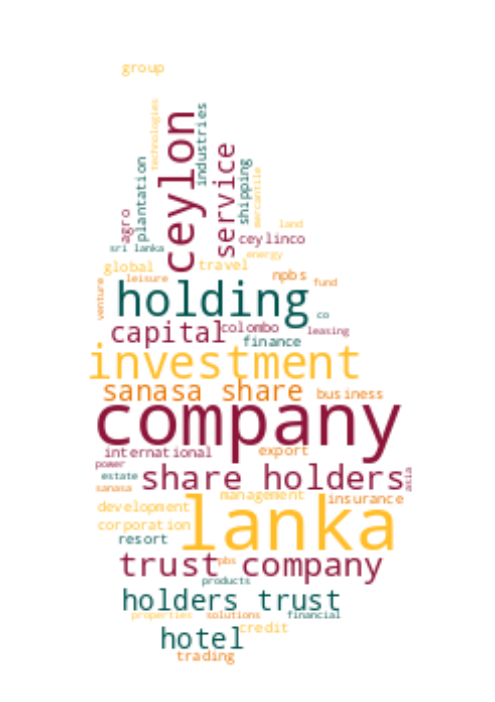 group
technologies
ceylon
industries
plantation
service
shipping
mercantile
agro
land
ceylinco
sri lanka
energy
global
travel
leisure
npbs
fund
venture
holding
co
capital
colombo
leasing
finance
investment
sanasa share
business
company
international
export
power
share holders
asia
estate
sanasa
management
insurance
development
lanka
corporation
resort
trust company
pbs
products
holders trust
properties
solutions
financial
hotel
credit
trading